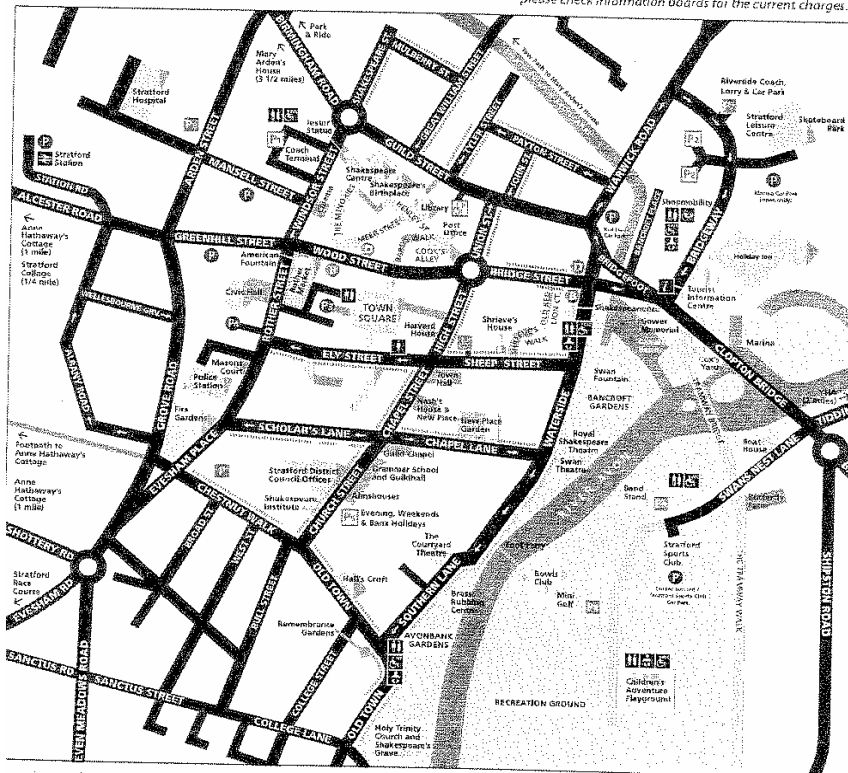 please check information boards for the current charges.
Park
& Ride
BIRMINGHAM ROAD
Mary
Arden's
House
(3 1/2 miles)
SHAKESPEARE ST
MULBERRY ST
GREAT WILLIAM STREET
TYLER STREET
PAYTON STREET
JOHN ST
WARWICK ROAD
Riverside Coach,
Lorry & Car Park
Stratford
Leisure
Centre
Skateboard
Park
Stratford
Hospital
Jester
Statue
Coach
Terminal
GUILD STREET
Stratford
Station
STATION RD
ALCESTER ROAD
ARDEN STREET
MANSELL STREET
WINDSOR STREET
Shakespeare
Centre
Shakespeare's
Birthplace
THE MINORIES
HENLEY ST
MEER STREET
Library
Post
Office
UNION ST
COOK'S
ALLEY
Shopmobility
BRIDGEWAY
Holiday Inn
Anne
Hathaway's
Cottage
(1 mile)
Stratford
College
(1/4 mile)
GREENHILL STREET
American
Fountain
WOOD STREET
BRIDGE STREET
BRIDGEFOOT
Tourist
Information
Centre
WELLESBOURNE GRV
Civic Hall
ROTHER STREET
TOWN
SQUARE
HIGH STREET
Harvard
House
Shrieve's
House
Gower
Memorial
Marina
Cox's
Yard
CLOPTON BRIDGE
TRAMWAY BRIDGE
Masons
Court
Police
Station
ELY STREET
SHEEP STREET
Town
Hall
Swan
Fountain
BANCROFT
GARDENS
GROVE ROAD
Firs
Gardens
CHAPEL STREET
Nash's
House &
New Place
New Place
Garden
WATERSIDE
Royal
Shakespeare
Theatre
Swan
Theatre
Boat
House
SWANS NEST LANE
Footpath to
Anne Hathaway's
Cottage
EVESHAM PLACE
SCHOLAR'S LANE
CHAPEL LANE
Guild Chapel
Grammar School
and Guildhall
Anne
Hathaway's
Cottage
(1 mile)
CHESTNUT WALK
Stratford District
Council Offices
Shakespeare
Institute
CHURCH STREET
Almshouses
Evening, Weekends
& Bank Holidays
Band
Stand
Butterfly
Farm
SHOTTERY RD
BROAD ST
WEST ST
BULL STREET
The
Courtyard
Theatre
Stratford
Sports
Club
SHIPSTON ROAD
Stratford
Race
Course
EVESHAM RD
OLD TOWN
Hall's Croft
SOUTHERN LANE
Brass
Rubbing
Centre
Bowls
Club
Mini
Golf
Remembrance
Gardens
AVONBANK
GARDENS
SANCTUS RD
SANCTUS STREET
COLLEGE STREET
COLLEGE LANE
OLD TOWN
Children's
Adventure
Playground
RECREATION GROUND
EVEN MEADOWS ROAD
Holy Trinity
Church and
Shakespeare's
Grave